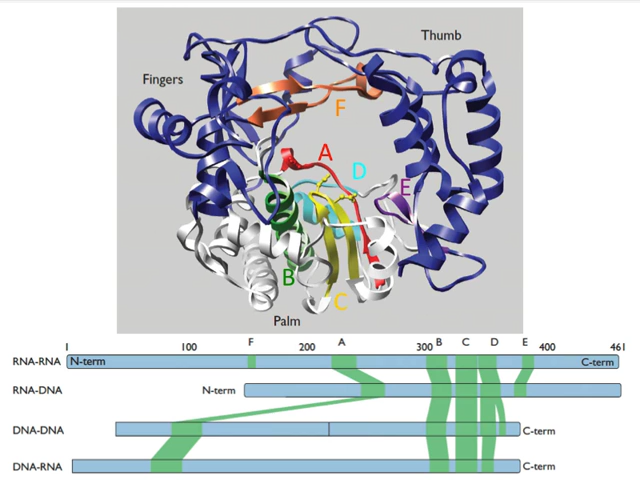 Thumb
Fingers
F
A
D
E
B
C
Palm
1 100 F 200 A 300 B C D E 400 461
RNA-RNA N-term C-term
RNA-DNA N-term
DNA-DNA C-term
DNA-RNA C-term